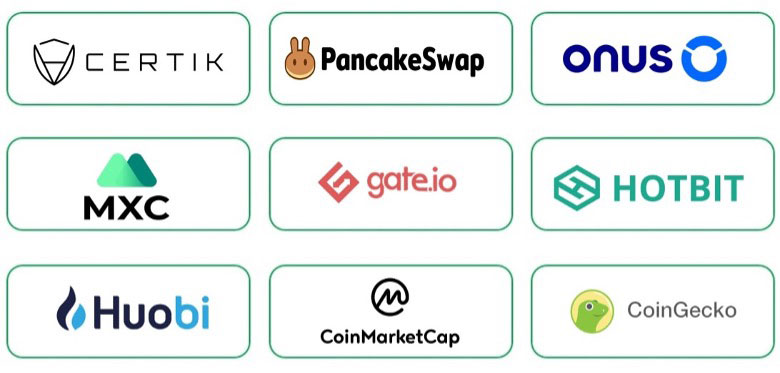 CERTIK
PancakeSwap
onus
MXC
gate.io
HOTBIT
Huobi
CoinMarketCap
CoinGecko